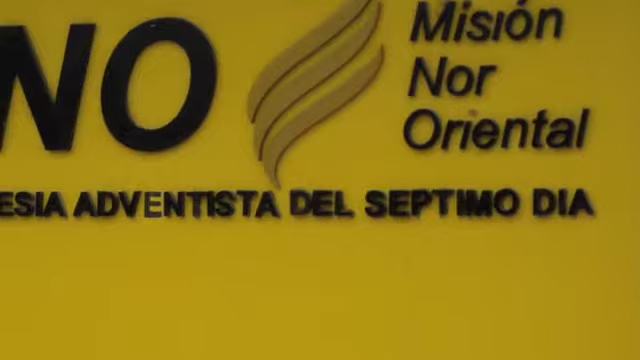 NO
Misión
Nor
Oriental
ESIA ADVENTISTA DEL SEPTIMO DIA